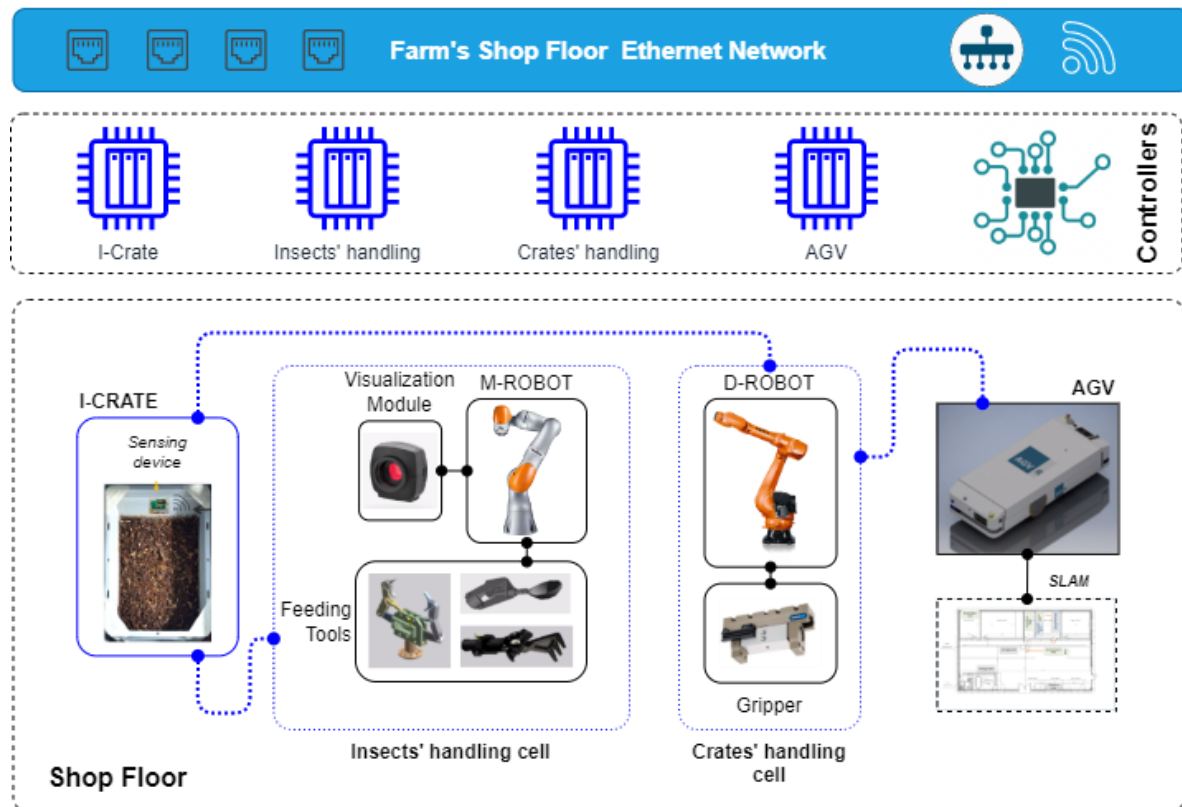 Farm's Shop Floor Ethernet Network
Controllers
I-Crate
Insects' handling
Crates' handling
AGV
I-CRATE
Sensing
device
Visualization
Module
M-ROBOT
Feeding
Tools
Insects' handling cell
D-ROBOT
Gripper
Crates' handling
cell
AGV
AGV
SLAM
Shop Floor